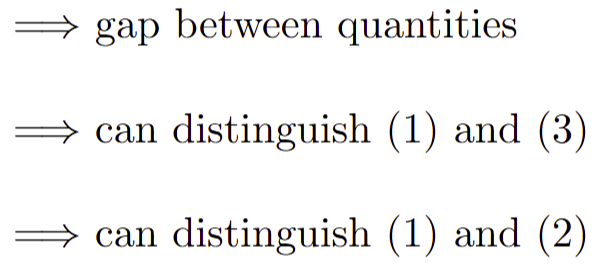 ⟹ gap between quantities
⟹ can distinguish (1) and (3)
⟹ can distinguish (1) and (2)